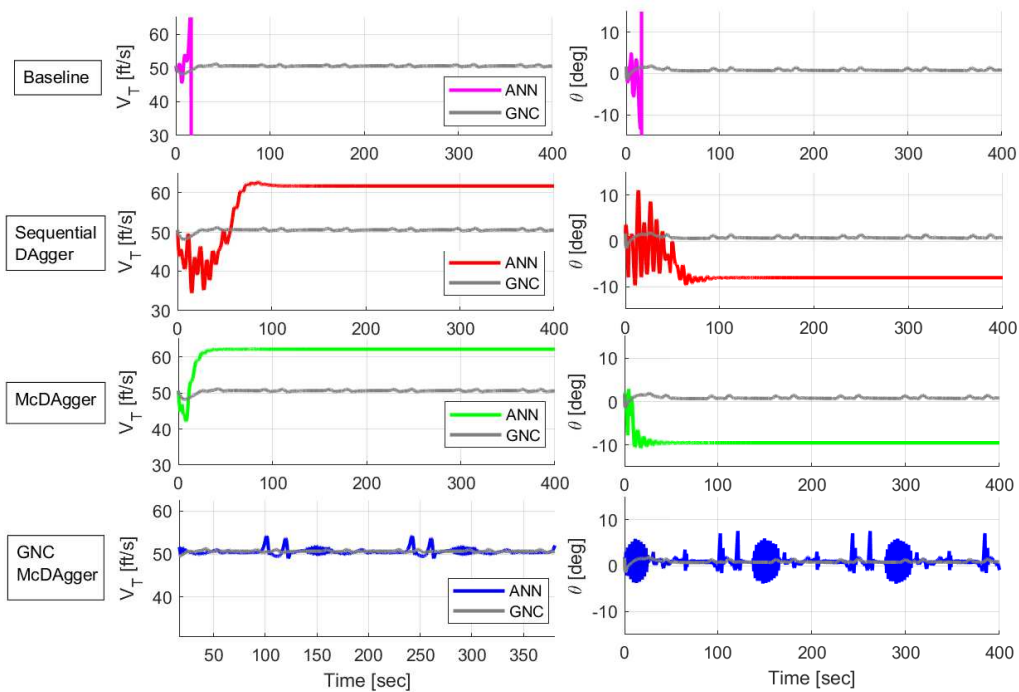 Baseline
V_T [ft/s]
60
50
40
30
0
100
200
300
400
ANN
GNC
θ [deg]
10
0
-10
0
100
200
300
400
Sequential
DAgger
V_T [ft/s]
60
50
40
30
0
100
200
300
400
ANN
GNC
θ [deg]
10
0
-10
0
100
200
300
400
McDAgger
V_T [ft/s]
60
50
40
30
0
100
200
300
400
ANN
GNC
θ [deg]
10
0
-10
0
100
200
300
400
GNC
McDAgger
V_T [ft/s]
60
50
40
50
100
150
200
250
300
350
ANN
GNC
Time [sec]
θ [deg]
10
0
-10
0
100
200
300
400
Time [sec]